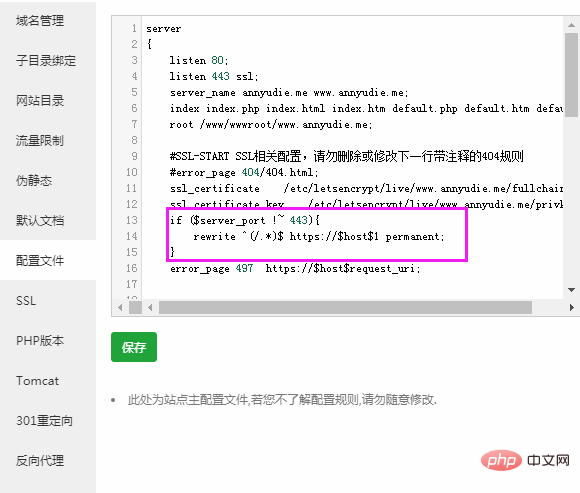 域名管理
子目录绑定
网站目录
流量限制
伪静态
默认文档
配置文件
SSL
PHP版本
Tomcat
301重定向
反向代理
1 server
2 {
3 listen 80;
4 listen 443 ssl;
5 server_name annyudie.me www.annyudie.me;
6 index index.php index.html index.htm default.php default.htm defau
7 root /www/wwwroot/www.annyudie.me;
8
9 #SSL-START SSL相关配置，请勿删除或修改下一行带注释的404规则
10 #error_page 404/404.html;
11 ssl_certificate /etc/letsencrypt/live/www.annyudie.me/fullchain
12 ssl_certificate_key /etc/letsencrypt/live/www.annyudie.me/privk
13 if ($server_port !~ 443){
14 rewrite ^(/.*)$ https://$host$1 permanent;
15 }
16 error_page 497 https://$host$request_uri;
17
18
保存
此处为站点主配置文件,若您不了解配置规则,请勿随意修改.
php 中文网